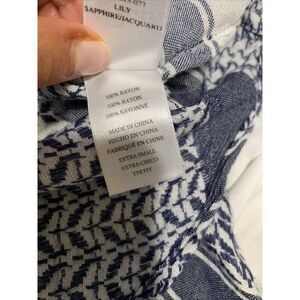 LILY
SAPPHIRE/JACQUARD
100% RAYON
100% RAYON
100% RAYONNE
MADE IN CHINA
HECHO EN CHINA
FABRIQUÉ EN CHINE
EXTRA SMALL
EXTRA CHICO
TPETIT